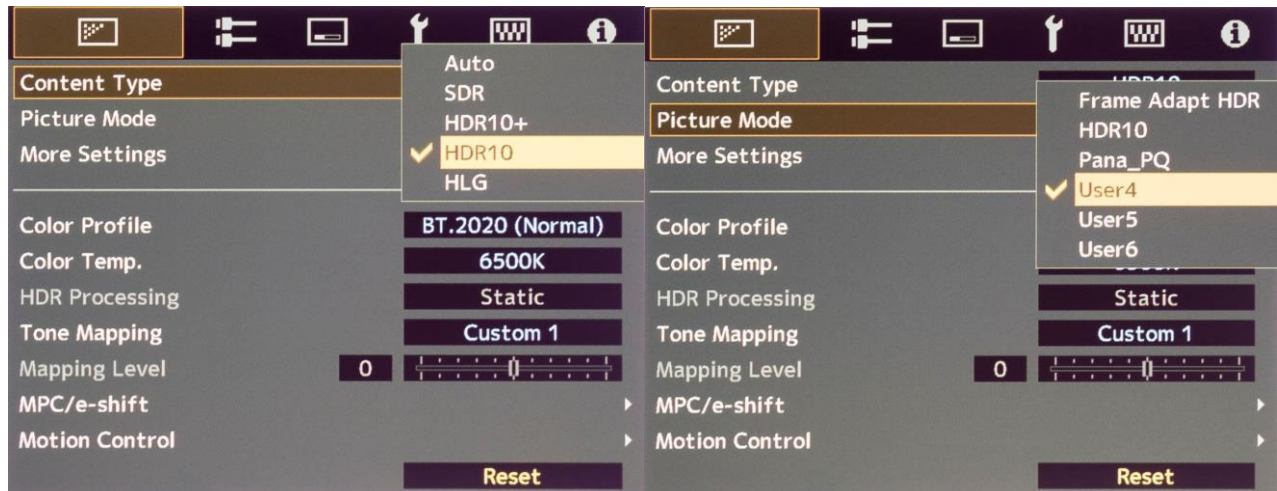 Content Type
Picture Mode
More Settings
Auto
SDR
HDR10+
HDR10
HLG
Color Profile BT.2020 (Normal)
Color Temp. 6500K
HDR Processing Static
Tone Mapping Custom 1
Mapping Level 0
MPC/e-shift
Motion Control
Reset
Content Type
Picture Mode
More Settings
Frame Adapt HDR
HDR10
Pana_PQ
User4
User5
User6
Color Profile
Color Temp.
HDR Processing Static
Tone Mapping Custom 1
Mapping Level 0
MPC/e-shift
Motion Control
Reset